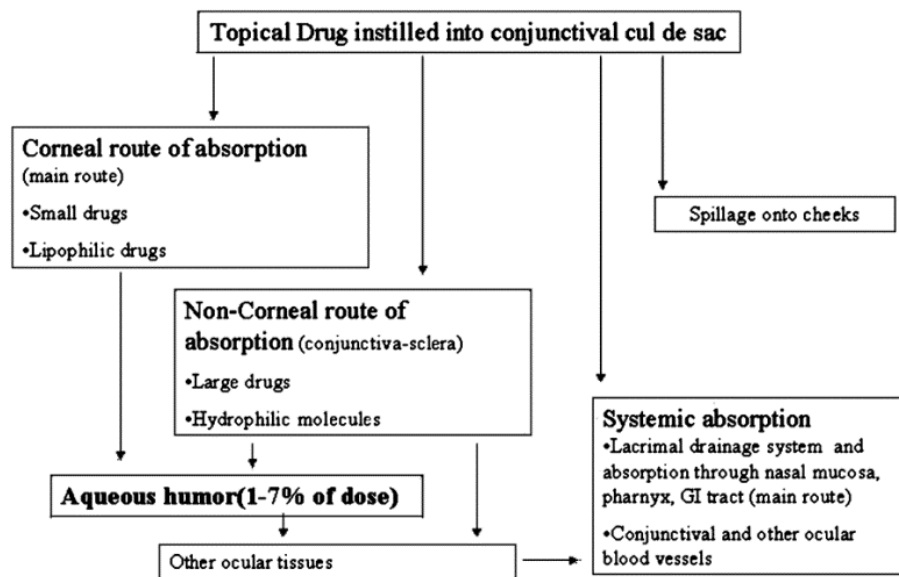 Topical Drug instilled into conjunctival cul de sac
Corneal route of absorption
(main route)
•Small drugs
•Lipophilic drugs
Spillage onto cheeks
Non-Corneal route of
absorption (conjunctiva-sclera)
•Large drugs
•Hydrophilic molecules
Systemic absorption
•Lacrimal drainage system and
absorption through nasal mucosa,
pharnyx, GI tract (main route)
•Conjunctival and other ocular
blood vessels
Aqueous humor(1-7% of dose)
Other ocular tissues